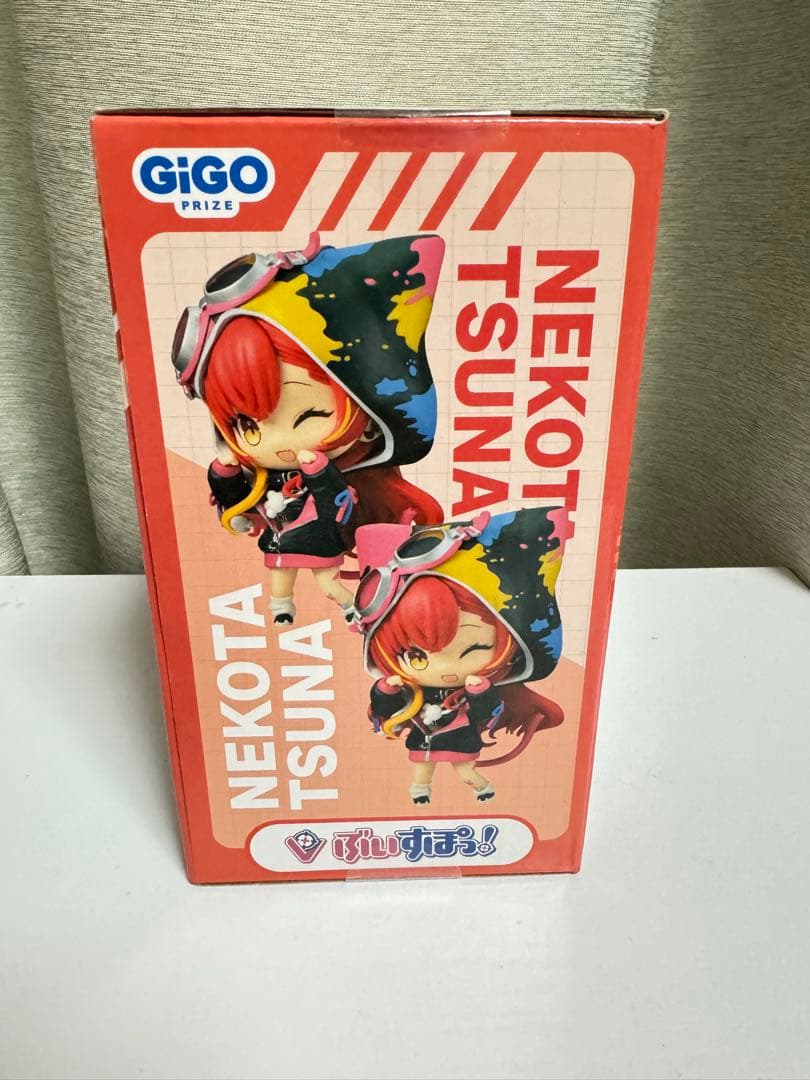 GiGO
PRIZE
NEKOTA
TSUNA
NEKOTA
TSUNA
ぶいすぽっ!